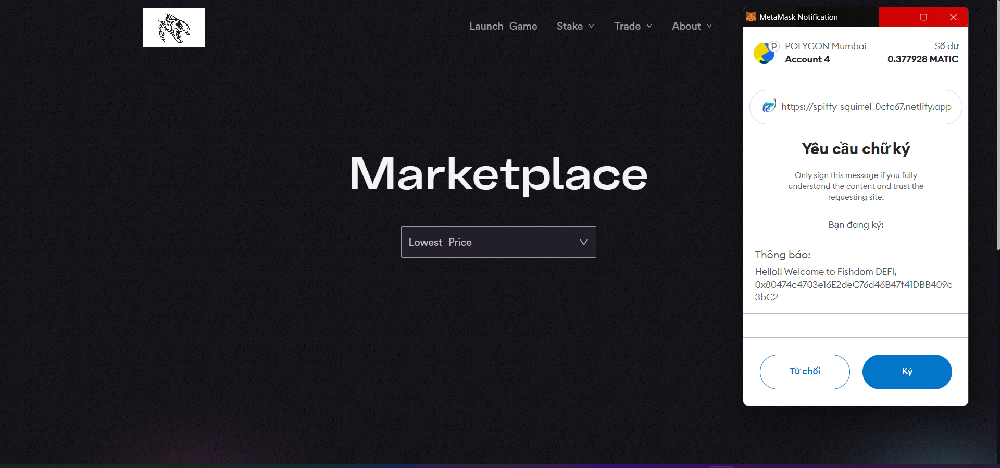 Launch Game
Stake
Trade
About
Marketplace
Lowest Price
MetaMask Notification
P
POLYGON Mumbai
Số dư
Account 4
0.377928 MATIC
https://spiffy-squirrel-0cfc67.netlify.app
Yêu cầu chữ ký
Only sign this message if you fully
understand the content and trust the
requesting site.
Bạn đang ký:
Thông báo:
Hello!! Welcome to Fishdom DEFI,
0x80474c4703e16E2deC76d46B47f41DBB409c
3bC2
Từ chối
Ký